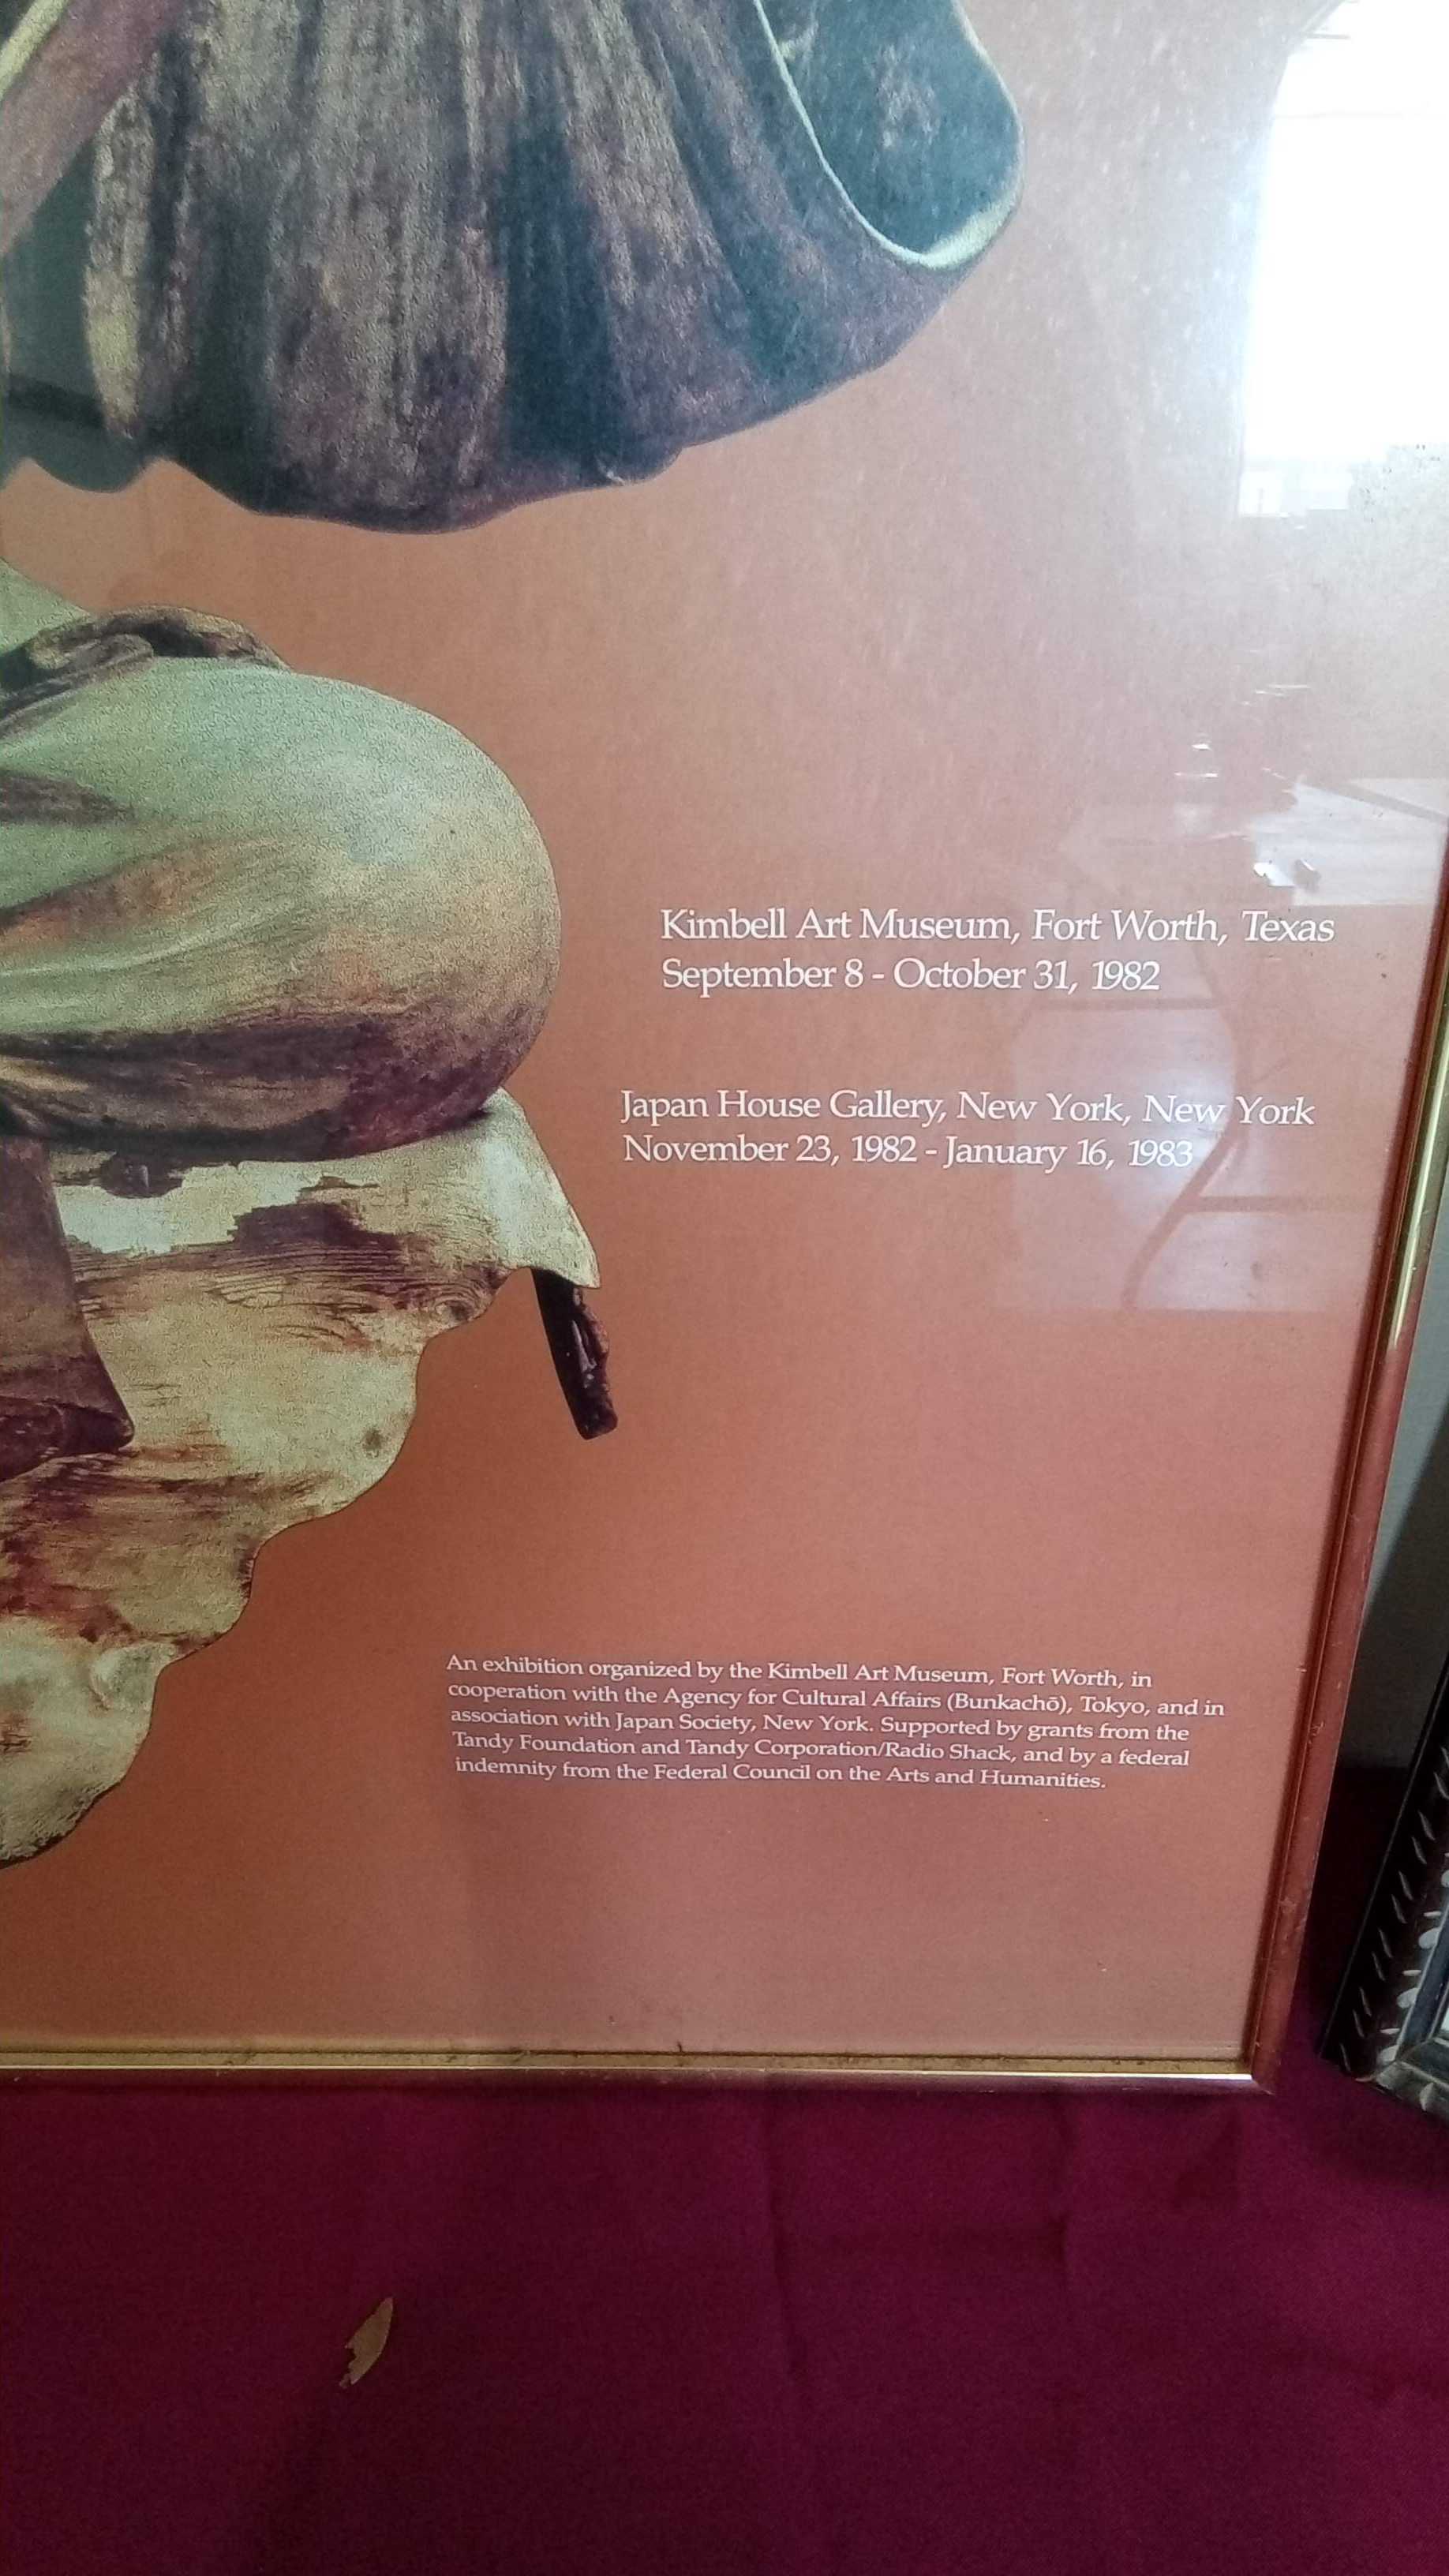 Kimbell Art Museum, Fort Worth, Texas
September 8 - October 31, 1982
Japan House Gallery, New York, New York
November 23, 1982 - January 16, 1983
An exhibition organized by the Kimbell Art Museum, Fort Worth, in
cooperation with the Agency for Cultural Affairs (Bunkachō), Tokyo, and in
association with Japan Society, New York. Supported by grants from the
Tandy Foundation and Tandy Corporation/Radio Shack, and by a federal
indemnity from the Federal Council on the Arts and Humanities.